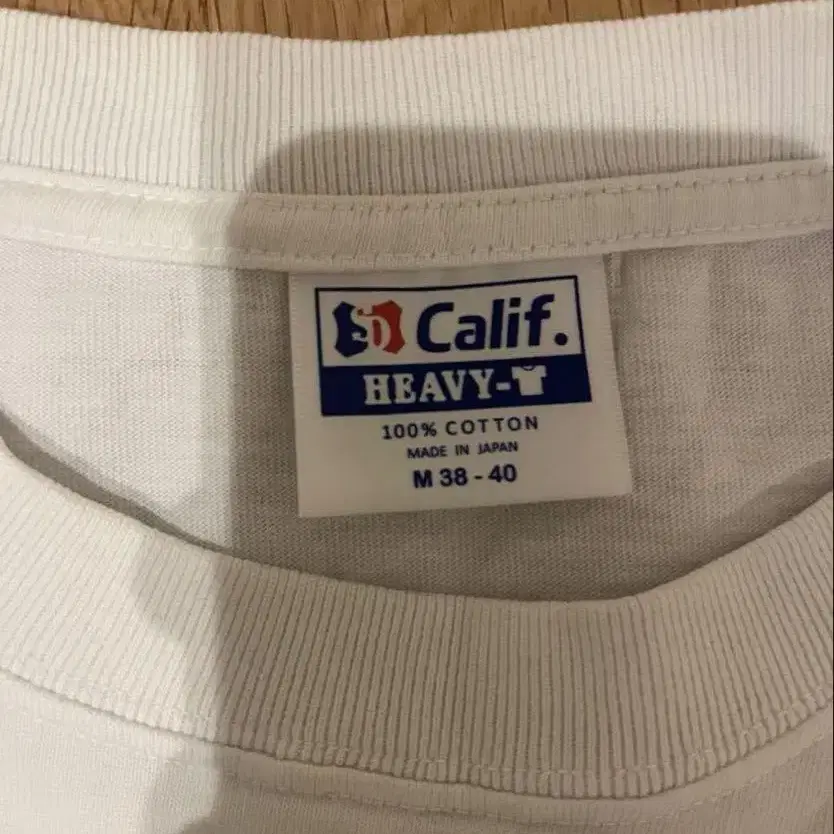 SD Calif.
HEAVY-
100% COTTON
MADE IN JAPAN
M 38 - 40